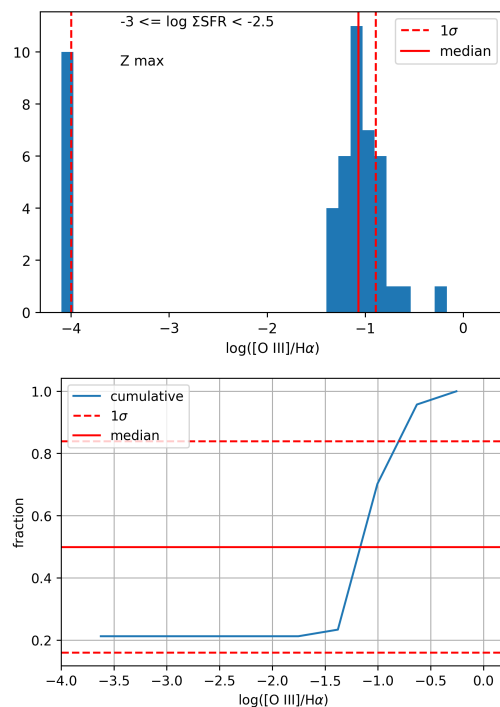 -3 <= log ΣSFR < -2.5
Z max
1σ
median
10
8
6
4
2
0
−4 −3 −2 −1 0
log([O III]/Hα)
cumulative
1σ
median
1.0
0.8
0.6
0.4
0.2
fraction
−4.0 −3.5 −3.0 −2.5 −2.0 −1.5 −1.0 −0.5 0.0
log([O III]/Hα)